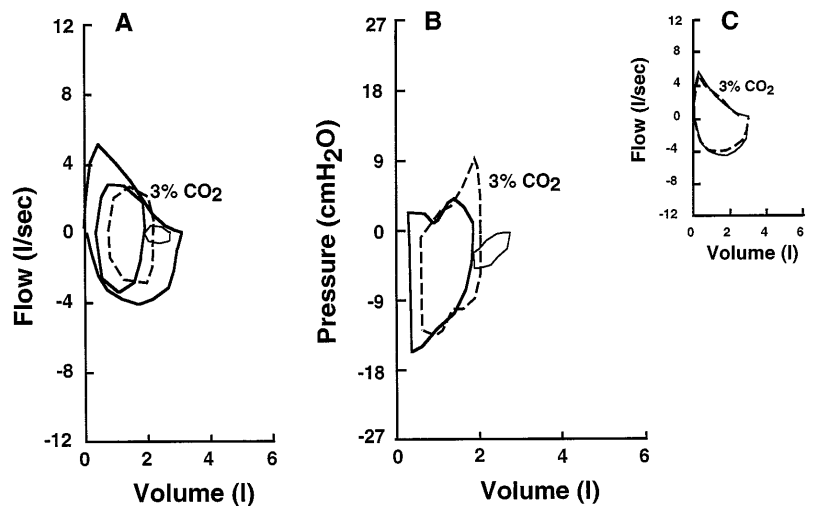 A
12
8
4
0
-4
-8
-12
Flow (l/sec)
3% CO2
0 2 4 6
Volume (l)
B
27
18
9
0
-9
-18
-27
Pressure (cmH2O)
3% CO2
0 2 4 6
Volume (l)
C
12
8
4
0
-4
-8
-12
Flow (l/sec)
3% CO2
0 2 4 6
Volume (l)